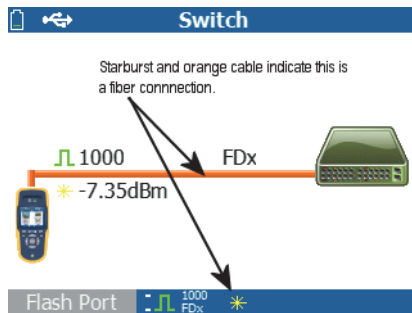 Switch
Starburst and orange cable indicate this is
a fiber connnection.
1000 FDx
-7.35dBm
Flash Port 1000
FDx